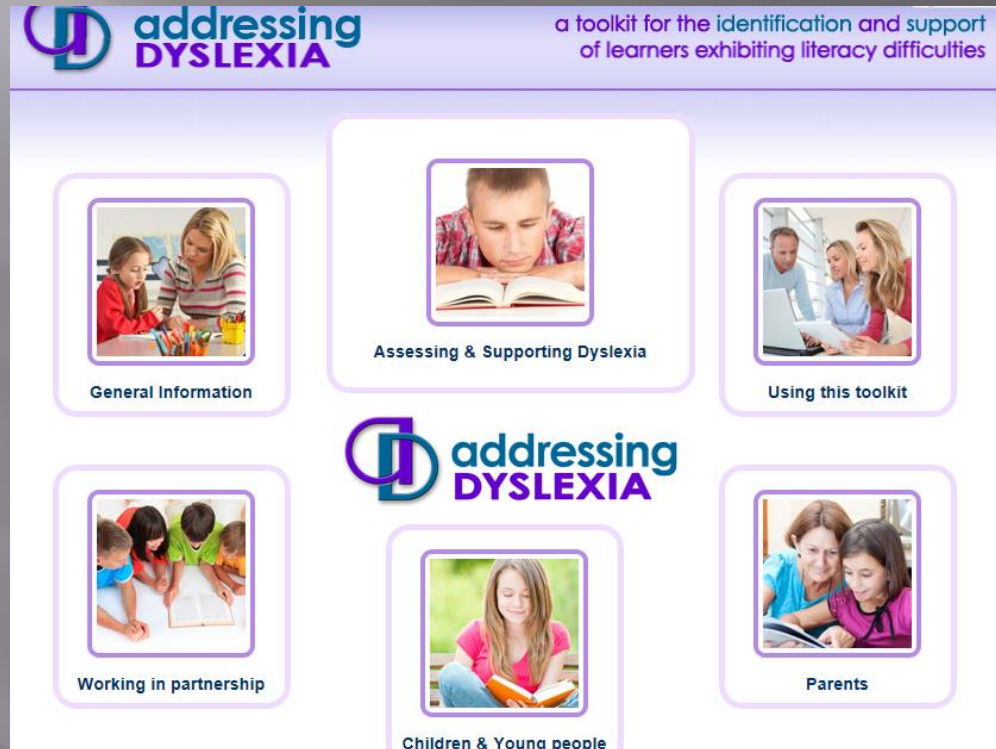 addressing
DYSLEXIA
a toolkit for the identification and support
of learners exhibiting literacy difficulties
Assessing & Supporting Dyslexia
General Information
Using this toolkit
addressing
DYSLEXIA
Working in partnership
Parents
Children & Young people